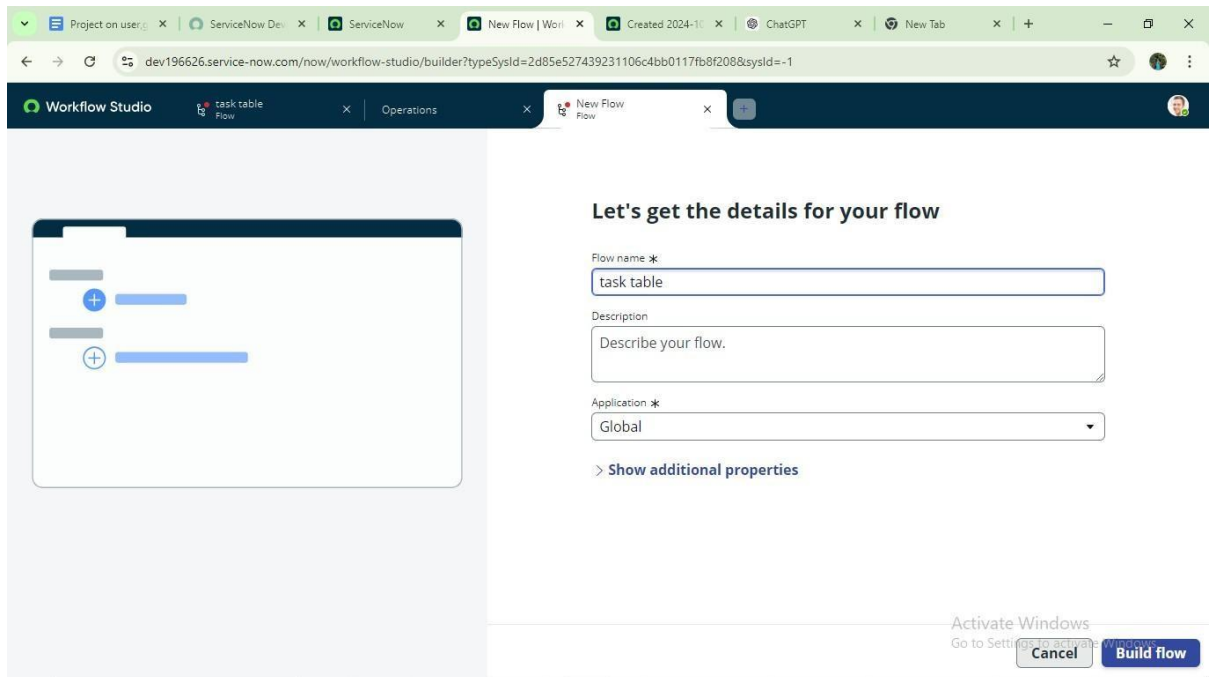 Project on user,g
ServiceNow Dev
ServiceNow
New Flow | Work
Created 2024-10
ChatGPT
New Tab
dev196626.service-now.com/now/workflow-studio/builder?typeSysId=2d85e527439231106c4bb0117fb8f208&sysId=-1
Workflow Studio
task table
Flow
Operations
New Flow
Flow
Let's get the details for your flow
Flow name *
task table
Description
Describe your flow.
Application *
Global
Show additional properties
Activate Windows
Go to Settings to activate Windows.
Cancel
Build flow